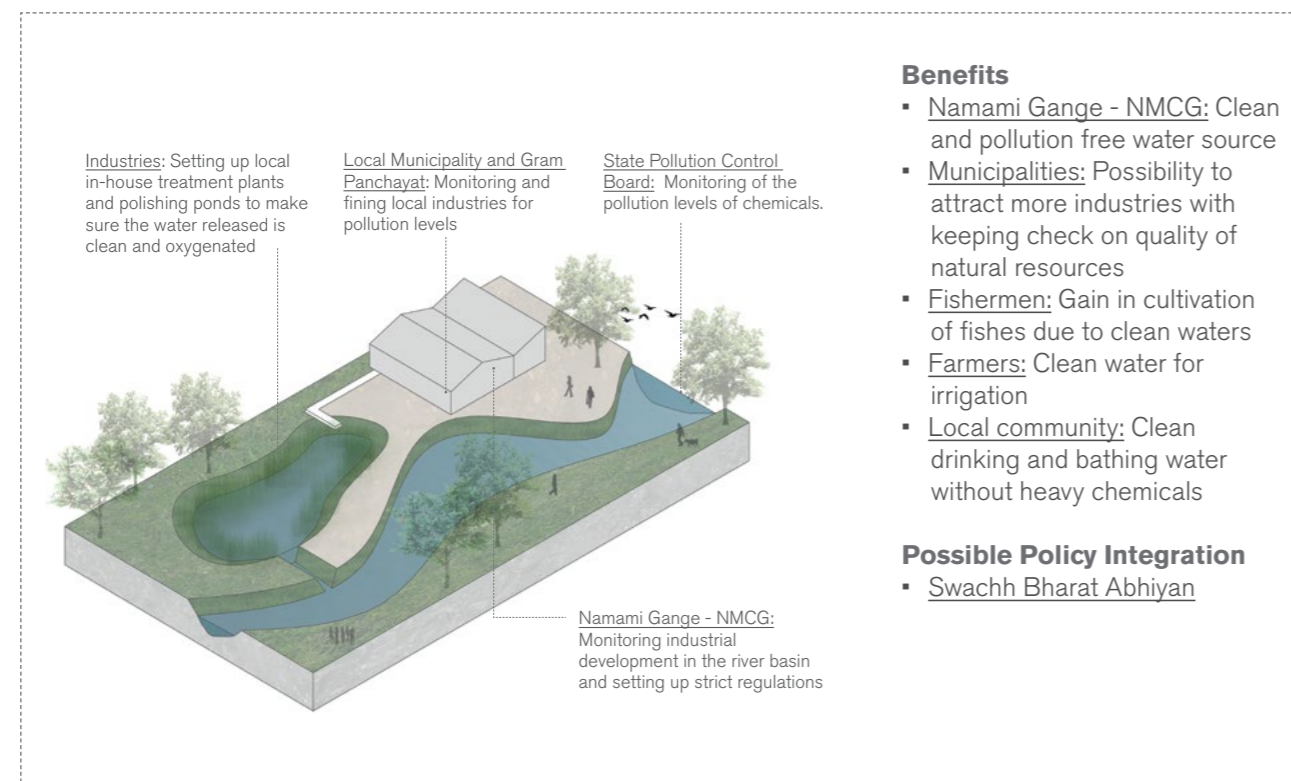 Industries: Setting up local
in-house treatment plants
and polishing ponds to make
sure the water released is
clean and oxygenated
Local Municipality and Gram
Panchayat: Monitoring and
fining local industries for
pollution levels
State Pollution Control
Board: Monitoring of the
pollution levels of chemicals.
Namami Gange - NMCG:
Monitoring industrial
development in the river basin
and setting up strict regulations
Benefits
▪ Namami Gange - NMCG: Clean
and pollution free water source
▪ Municipalities: Possibility to
attract more industries with
keeping check on quality of
natural resources
▪ Fishermen: Gain in cultivation
of fishes due to clean waters
▪ Farmers: Clean water for
irrigation
▪ Local community: Clean
drinking and bathing water
without heavy chemicals
Possible Policy Integration
▪ Swachh Bharat Abhiyan